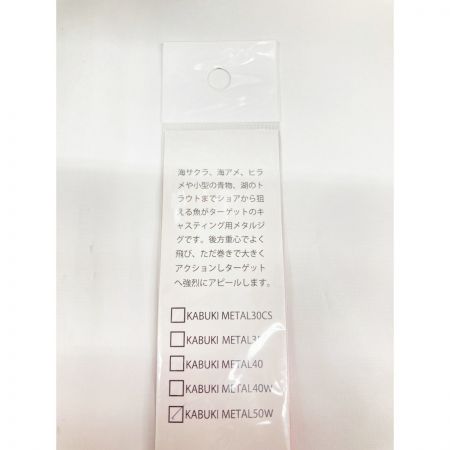 海サクラ、海アメ、ヒラ
メや小型の青物、湖のト
ラウトまでショアから狙
える魚がターゲットのキ
ャスティング用メタルジ
グです。後方重心でよく
飛び、ただ巻きで大きく
アクションしターゲット
へ強烈にアピールします。
KABUKI METAL30CS
KABUKI
KABUKI METAL40
KABUKI METAL40W
KABUKI METAL50W